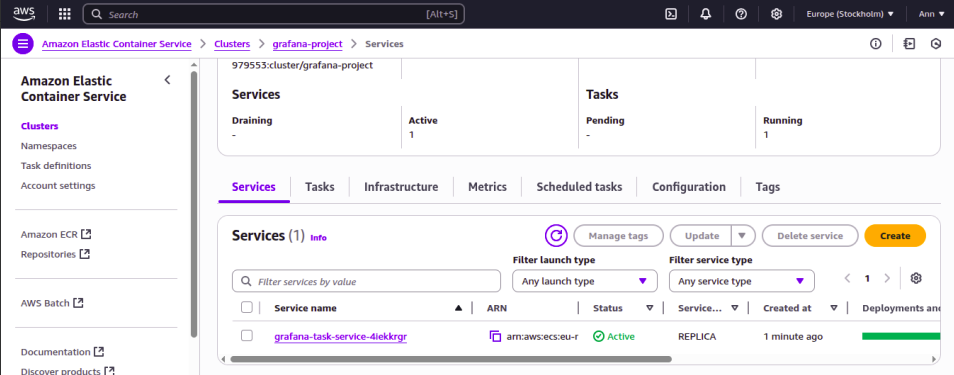 aws
Search
[Alt+S]
Europe (Stockholm)
Ann
Amazon Elastic Container Service
Clusters
grafana-project
Services
Amazon Elastic
Container Service
Clusters
Namespaces
Task definitions
Account settings
Amazon ECR
Repositories
AWS Batch
Documentation
Discover products
979553:cluster/grafana-project
Services
Draining
-
Active
1
Tasks
Pending
-
Running
1
Services Tasks Infrastructure Metrics Scheduled tasks Configuration Tags
Services (1) Info
Manage tags
Update
Delete service
Create
Filter services by value
Filter launch type
Any launch type
Filter service type
Any service type
1
Service name ARN Status Service... Created at Deployments and
grafana-task-service-4iekkrgr arn:aws:ecs:eu-r Active REPLICA 1 minute ago